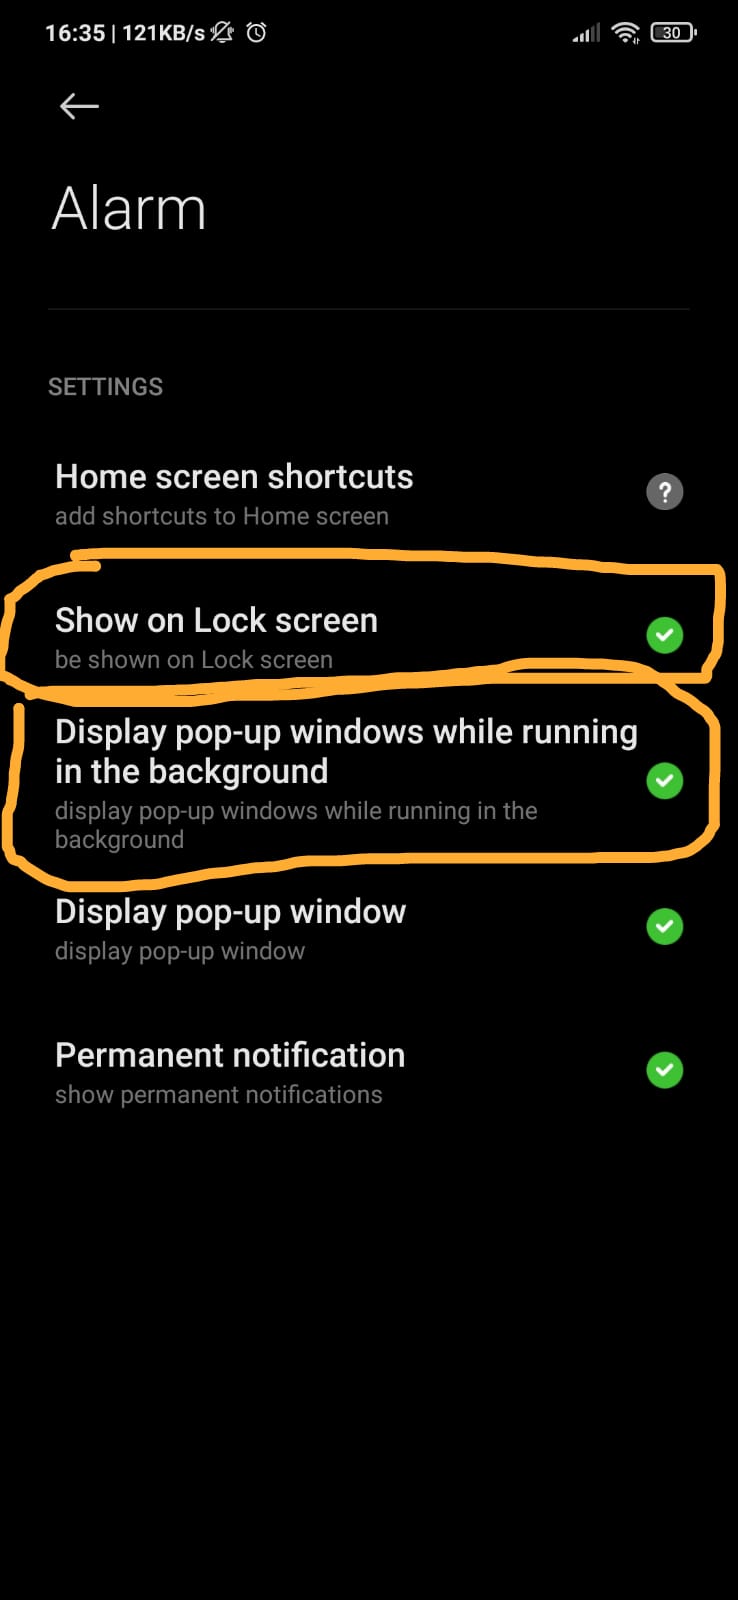 16:35 | 121KB/s
30
Alarm
SETTINGS
Home screen shortcuts
add shortcuts to Home screen
?
Show on Lock screen
be shown on Lock screen
Display pop-up windows while running
in the background
display pop-up windows while running in the
background
Display pop-up window
display pop-up window
Permanent notification
show permanent notifications